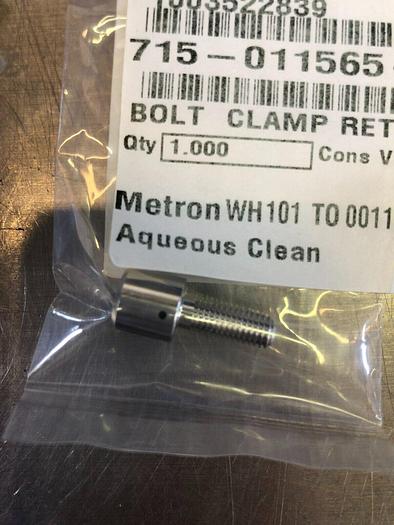 1003522839
715-011565-
BOLT CLAMP RET
Qty 1.000 Cons V
Metron WH101 TO 0011
Aqueous Clean